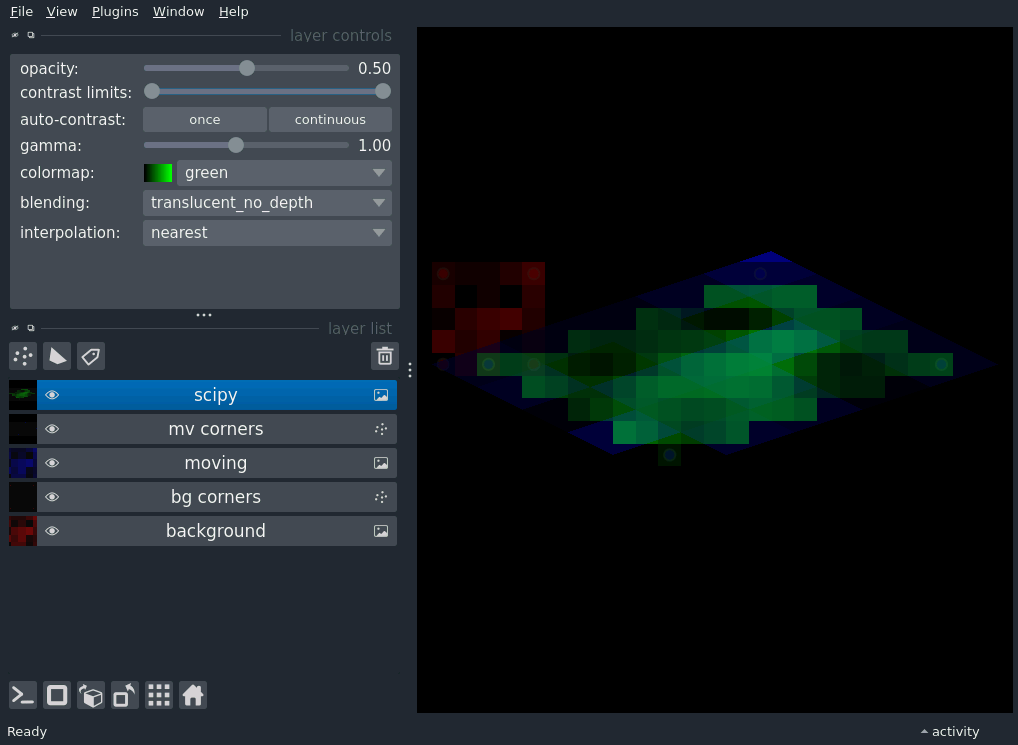 File View Plugins Window Help
layer controls
opacity: 0.50
contrast limits:
auto-contrast: once continuous
gamma: 1.00
colormap: green
blending: translucent_no_depth
interpolation: nearest
layer list
scipy
mv corners
moving
bg corners
background
Ready activity